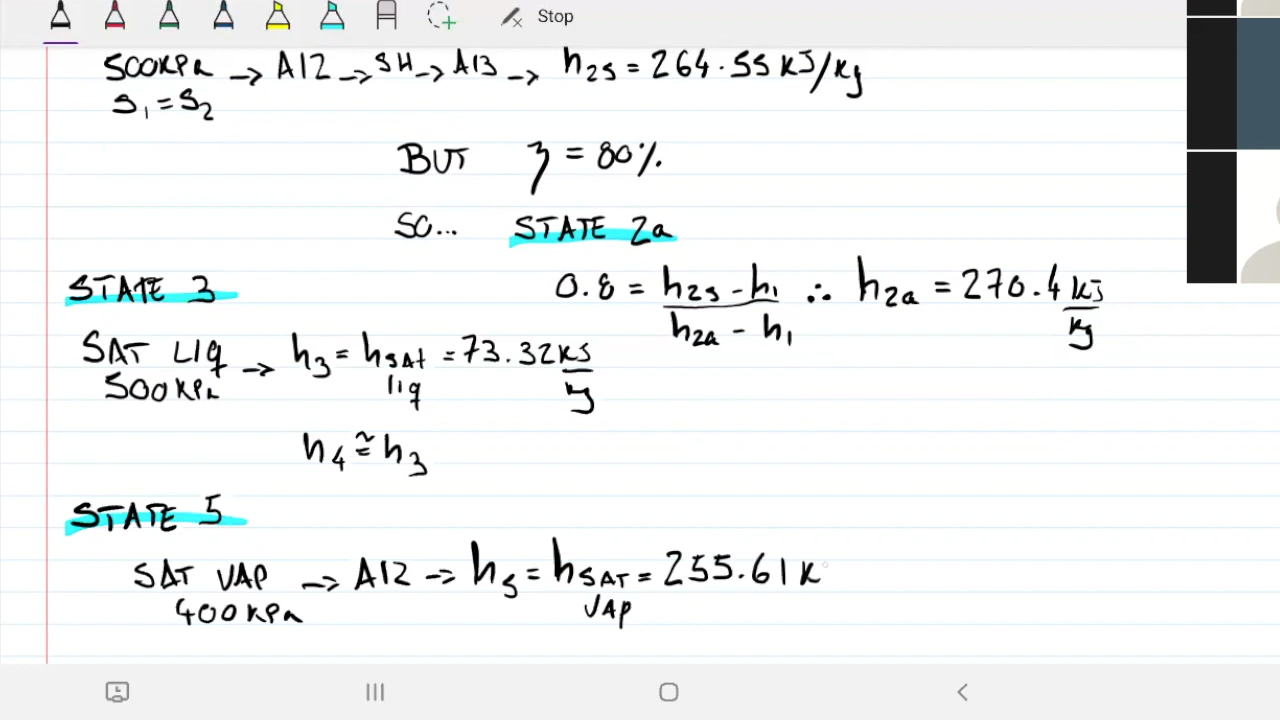 Stop
500kPa → A12 → SH → A13 → h2s = 264.55 kJ/kg
S1 = S2
BUT η = 80%
SO... STATE 2a
STATE 3
0.8 = (h2s - h1)/(h2a - h1) ∴ h2a = 270.4 kJ/kg
SAT LIQ 500kPa → h3 = hSAT liq = 73.32 kJ/kg
h4 ≅ h3
STATE 5
SAT VAP 400kPa → A12 → h5 = hSAT VAP = 255.61 k